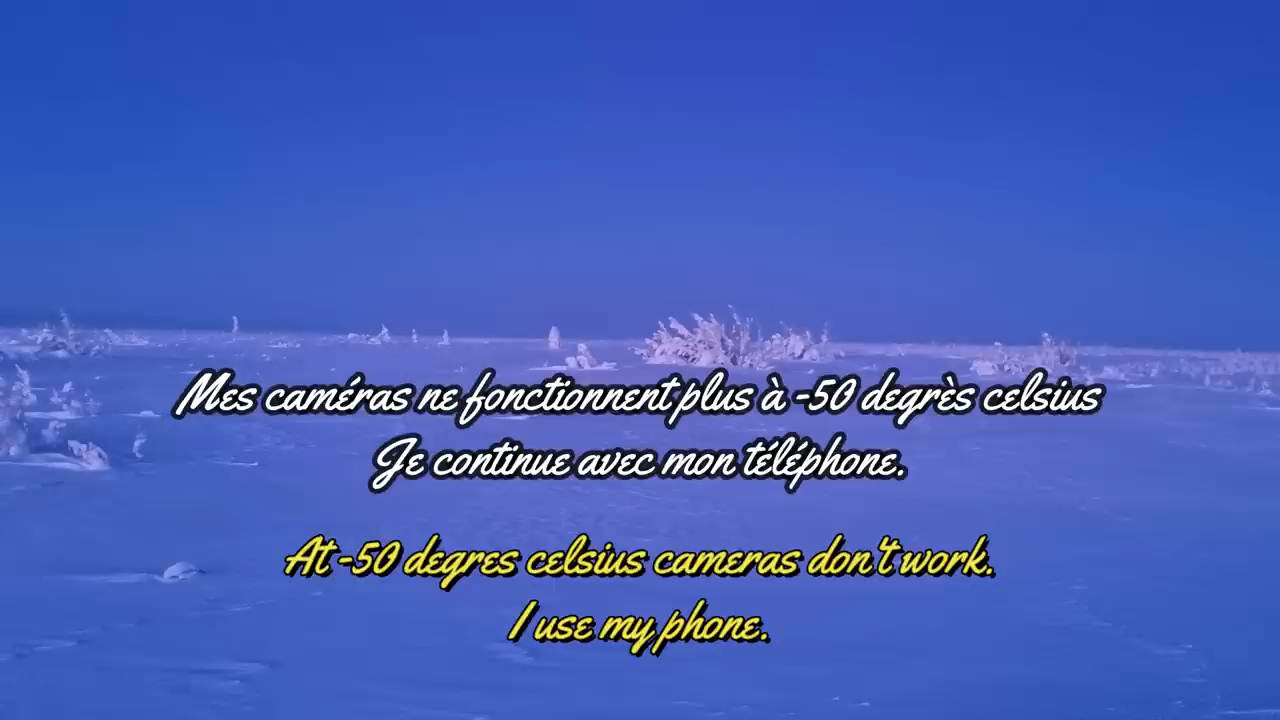 Mes caméras ne fonctionnent plus à -50 degrès celsius
Je continue avec mon téléphone.
At -50 degres celsius cameras don't work.
I use my phone.